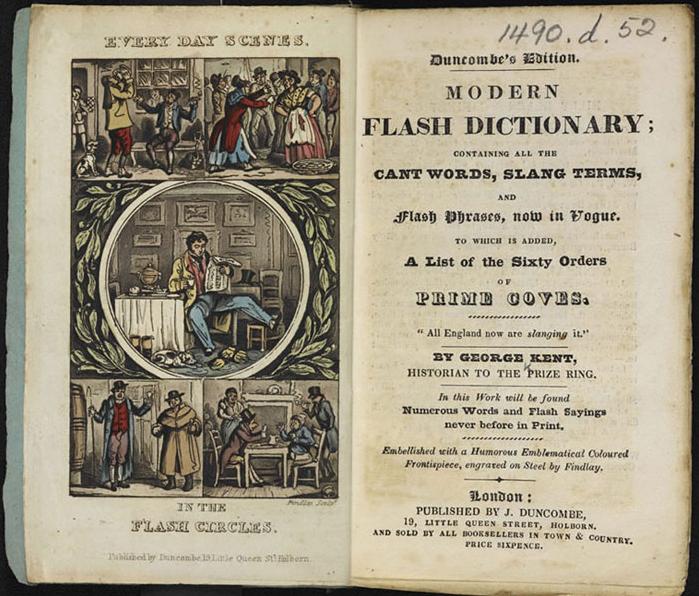 EVERY DAY SCENES.
IN THE
FLASH CIRCLES.
Findlay Sculpt.
Published by Duncombe 19 Little Queen St. Holborn.
1490.d.52.
Duncombe's Edition.
MODERN
FLASH DICTIONARY;
CONTAINING ALL THE
CANT WORDS, SLANG TERMS,
AND
Flash Phrases, now in Vogue.
TO WHICH IS ADDED,
A List of the Sixty Orders
OF
PRIME COVES.
"All England now are slanging it."
BY GEORGE KENT,
HISTORIAN TO THE PRIZE RING.
In this Work will be found
Numerous Words and Flash Sayings
never before in Print.
Embellished with a Humorous Emblematical Coloured
Frontispiece, engraved on Steel by Findlay.
London:
PUBLISHED BY J. DUNCOMBE,
19, LITTLE QUEEN STREET, HOLBORN.
AND SOLD BY ALL BOOKSELLERS IN TOWN & COUNTRY.
PRICE SIXPENCE.